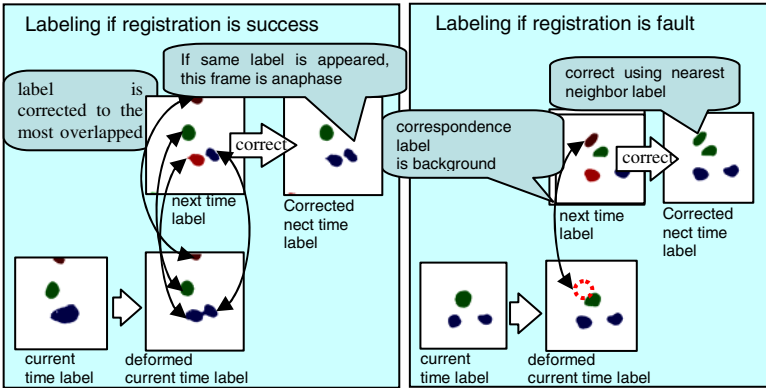 Labeling if registration is success
If same label is appeared,
this frame is anaphase
label is
corrected to the
most overlapped
correct
next time
label
Corrected
nect time
label
current
time label
deformed
current time label
Labeling if registration is fault
correct using nearest
neighbor label
correspondence
label
is background
correct
next time
label
Corrected
nect time
label
current
time label
deformed
current time label